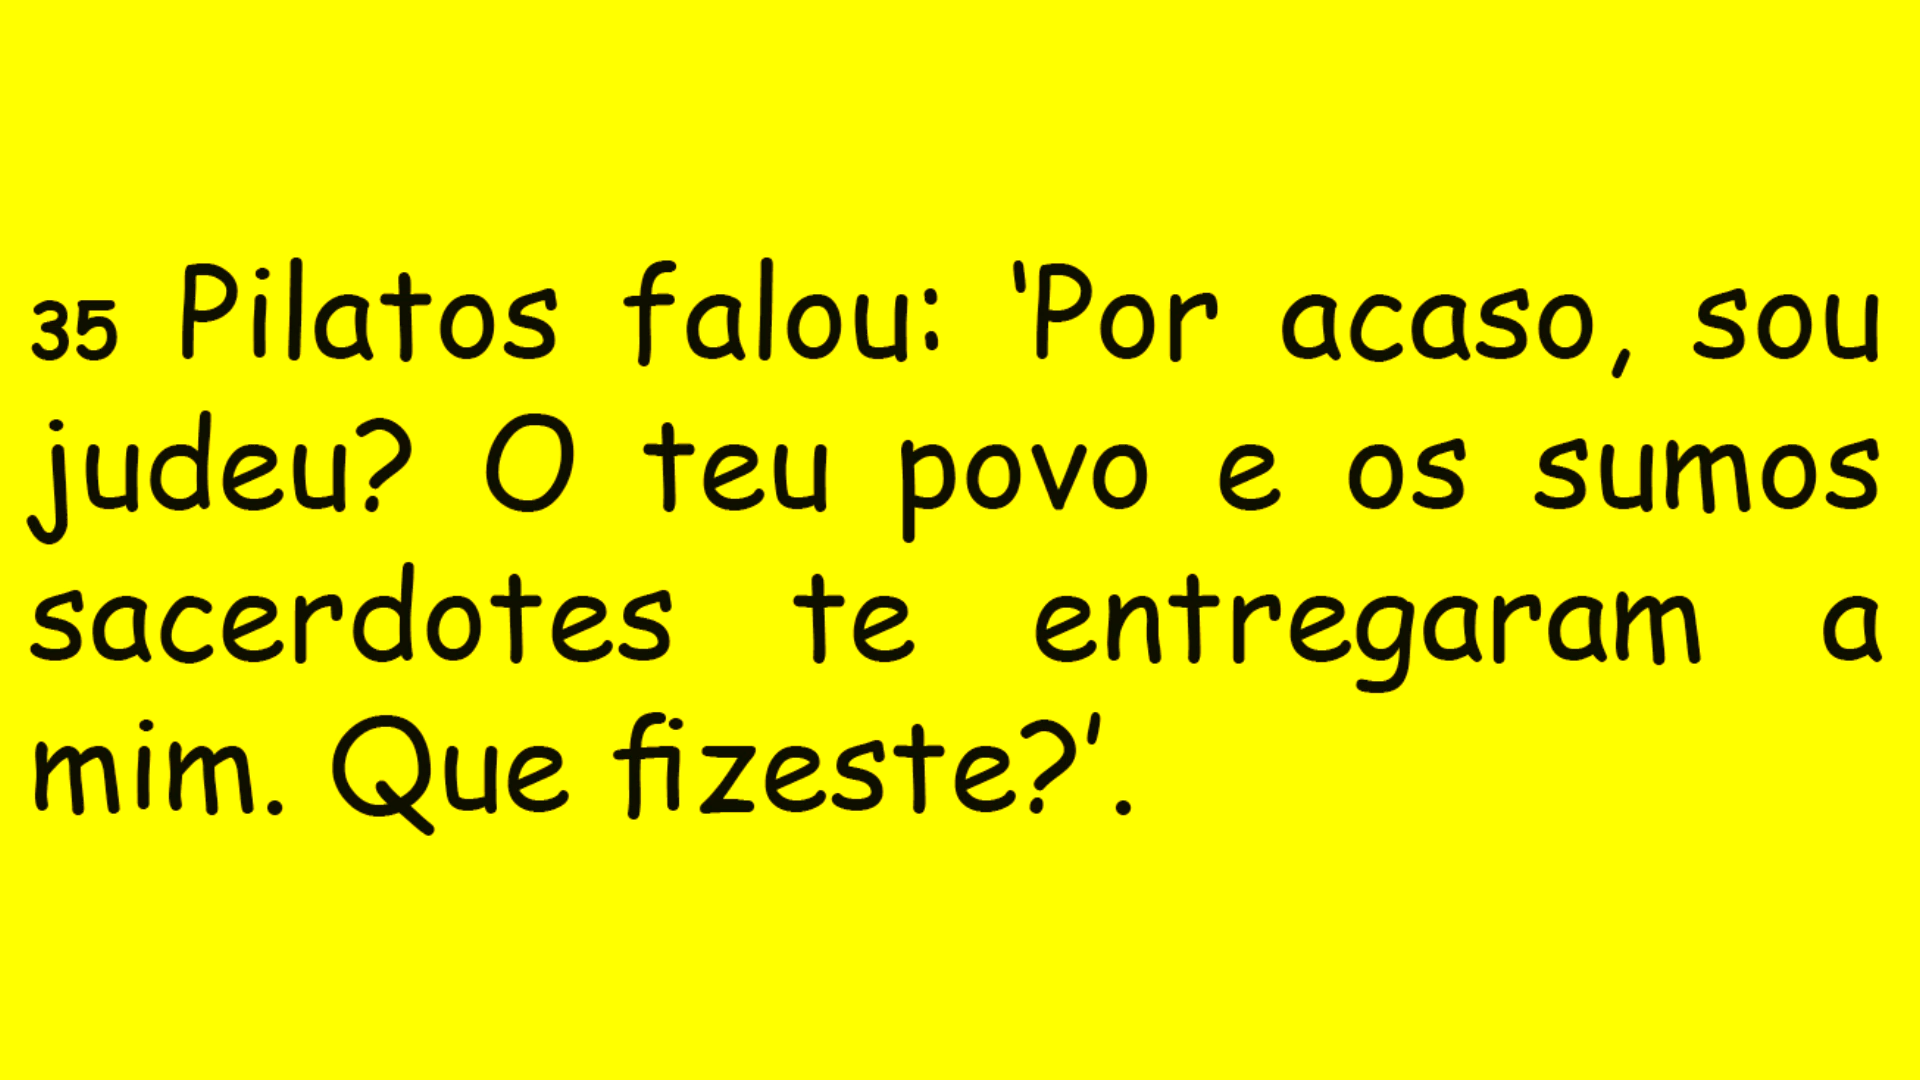 35 Pilatos falou: ‘Por acaso, sou
judeu? O teu povo e os sumos
sacerdotes te entregaram a
mim. Que fizeste?’.